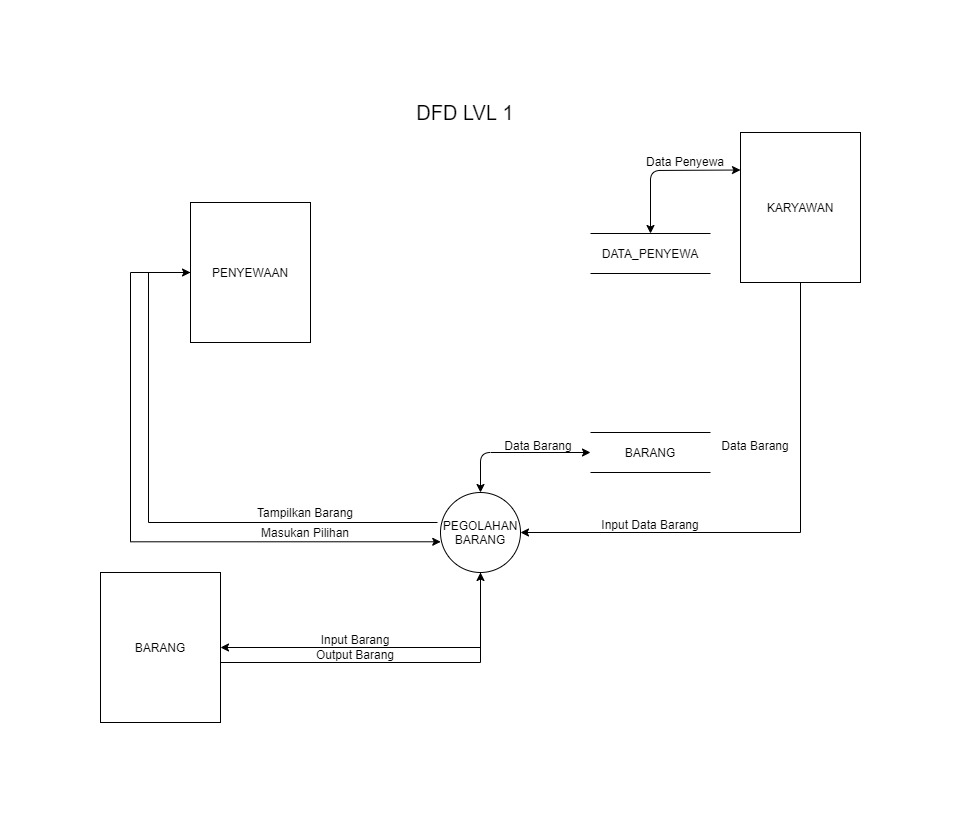 DFD LVL 1
Data Penyewa
KARYAWAN
DATA_PENYEWA
PENYEWAAN
Data Barang
BARANG
Data Barang
Tampilkan Barang
Masukan Pilihan
PEGOLAHAN
BARANG
Input Data Barang
BARANG
Input Barang
Output Barang